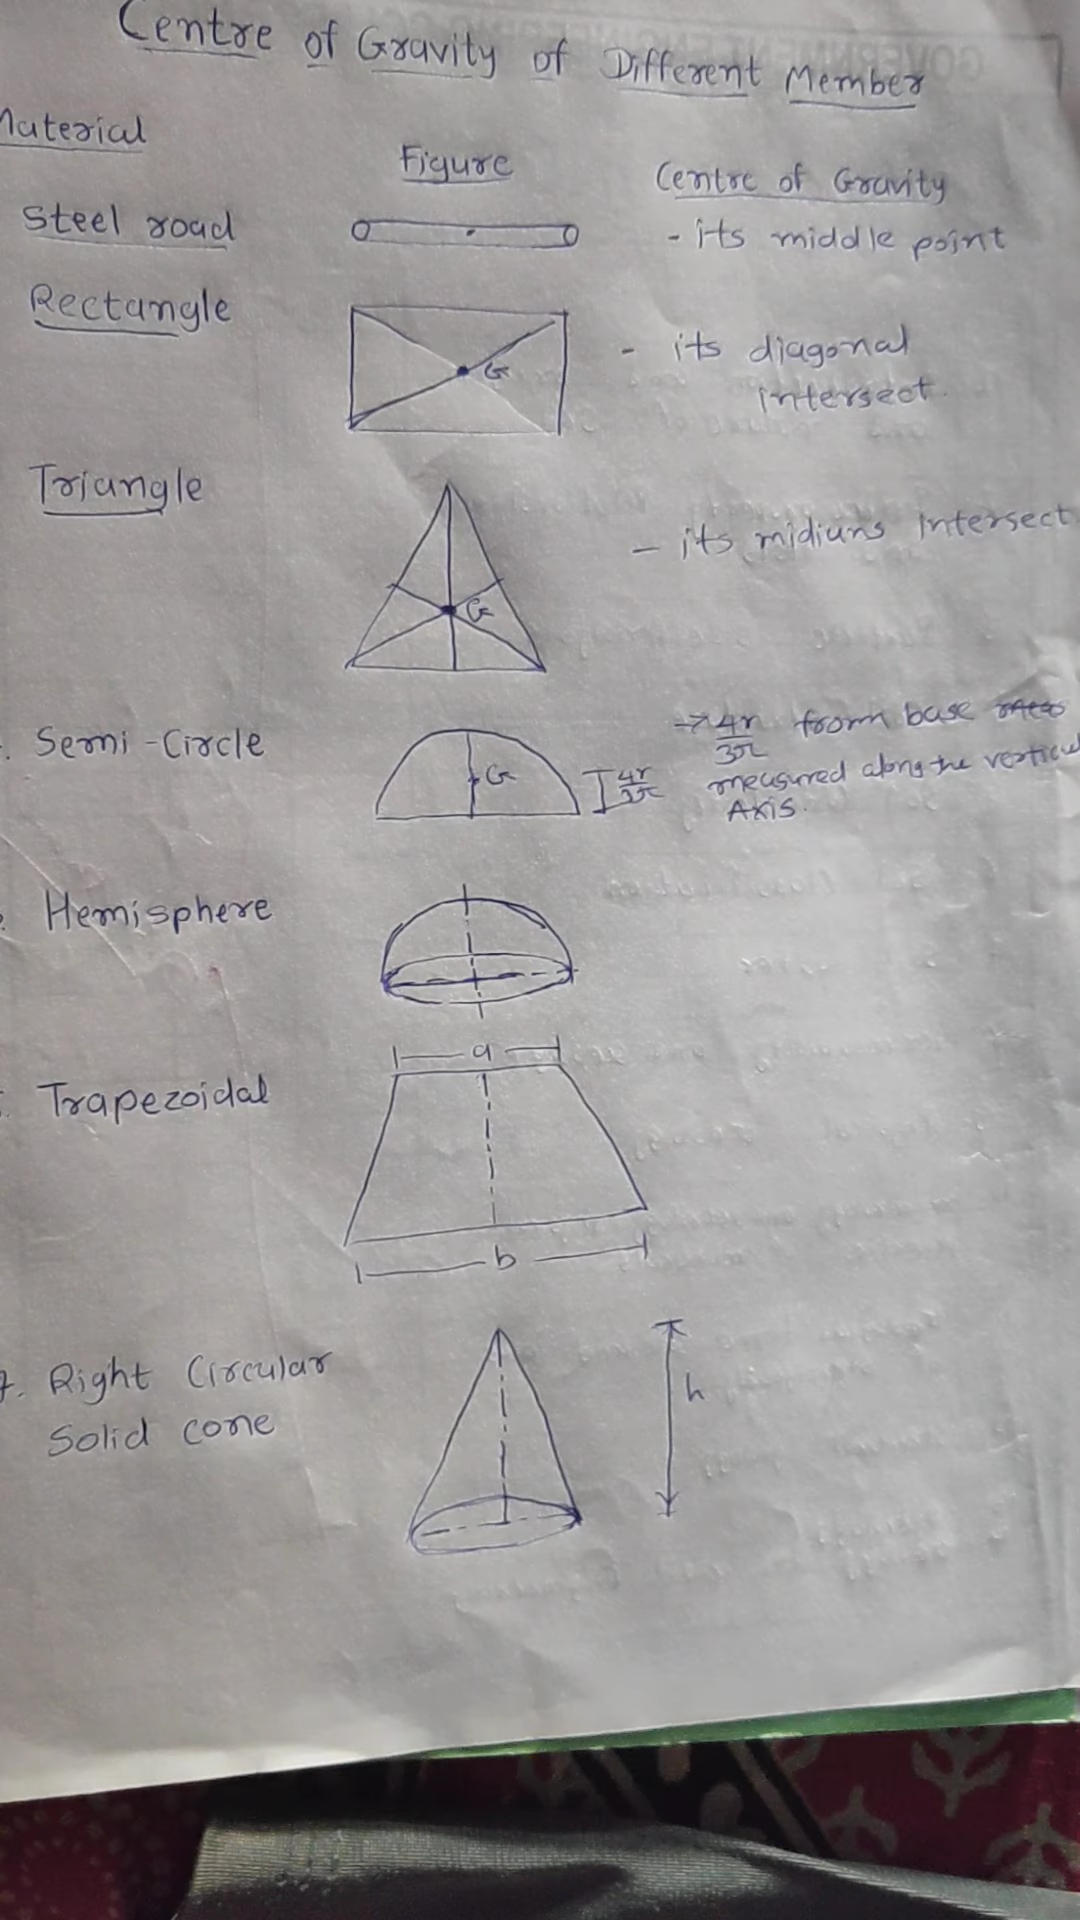 Centre of Gravity of Different Member
Material
Figure
Centre of Gravity
Steel road
- its middle point
Rectangle
G
- its diagonal
intersect.
Triangle
G
- its midiuns intersect
Semi-Circle
G
4r
3π
→ 4r from base
3π
measured along the vertical
Axis.
Hemisphere
a
Trapezoidal
b
7. Right Circular
Solid cone
h